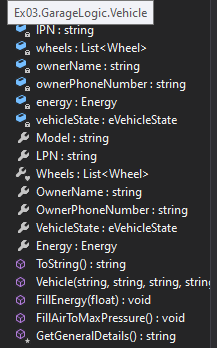 Ex03.GarageLogic.Vehicle
IPN : string
wheels : List<Wheel>
ownerName : string
ownerPhoneNumber : string
energy : Energy
vehicleState : eVehicleState
Model : string
LPN : string
Wheels : List<Wheel>
OwnerName : string
OwnerPhoneNumber : string
VehicleState : eVehicleState
Energy : Energy
ToString() : string
Vehicle(string, string, string, string
FillEnergy(float) : void
FillAirToMaxPressure() : void
GetGeneralDetails() : string